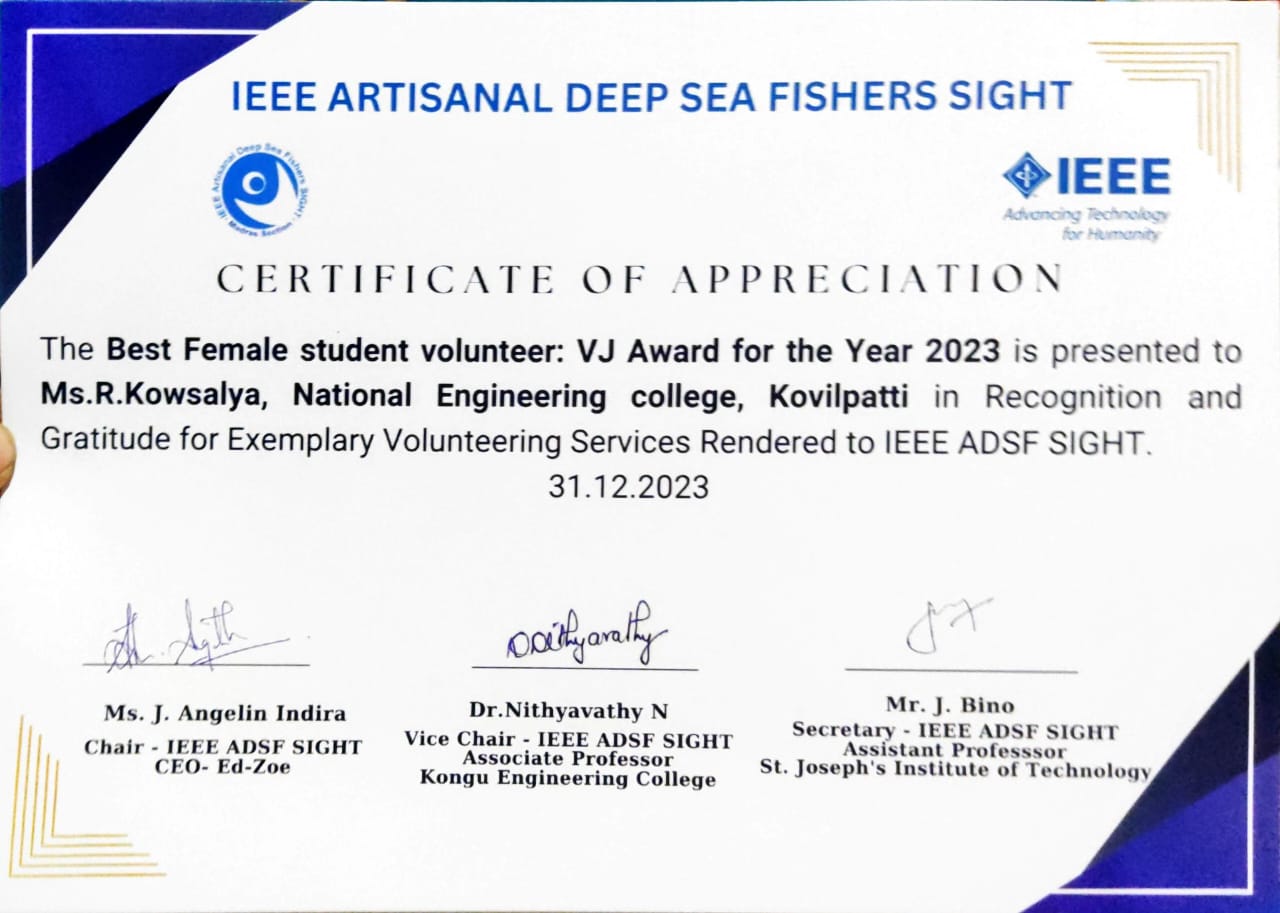 IEEE ARTISANAL DEEP SEA FISHERS SIGHT
IEEE Artisanal Deep Sea Fishers SIGHT - Madras Section
IEEE
Advancing Technology
for Humanity
CERTIFICATE OF APPRECIATION
The Best Female student volunteer: VJ Award for the Year 2023 is presented to
Ms.R.Kowsalya, National Engineering college, Kovilpatti in Recognition and
Gratitude for Exemplary Volunteering Services Rendered to IEEE ADSF SIGHT.
31.12.2023
Ms. J. Angelin Indira
Chair - IEEE ADSF SIGHT
CEO- Ed-Zoe
Dr.Nithyavathy N
Vice Chair - IEEE ADSF SIGHT
Associate Professor
Kongu Engineering College
Mr. J. Bino
Secretary - IEEE ADSF SIGHT
Assistant Professsor
St. Joseph's Institute of Technology